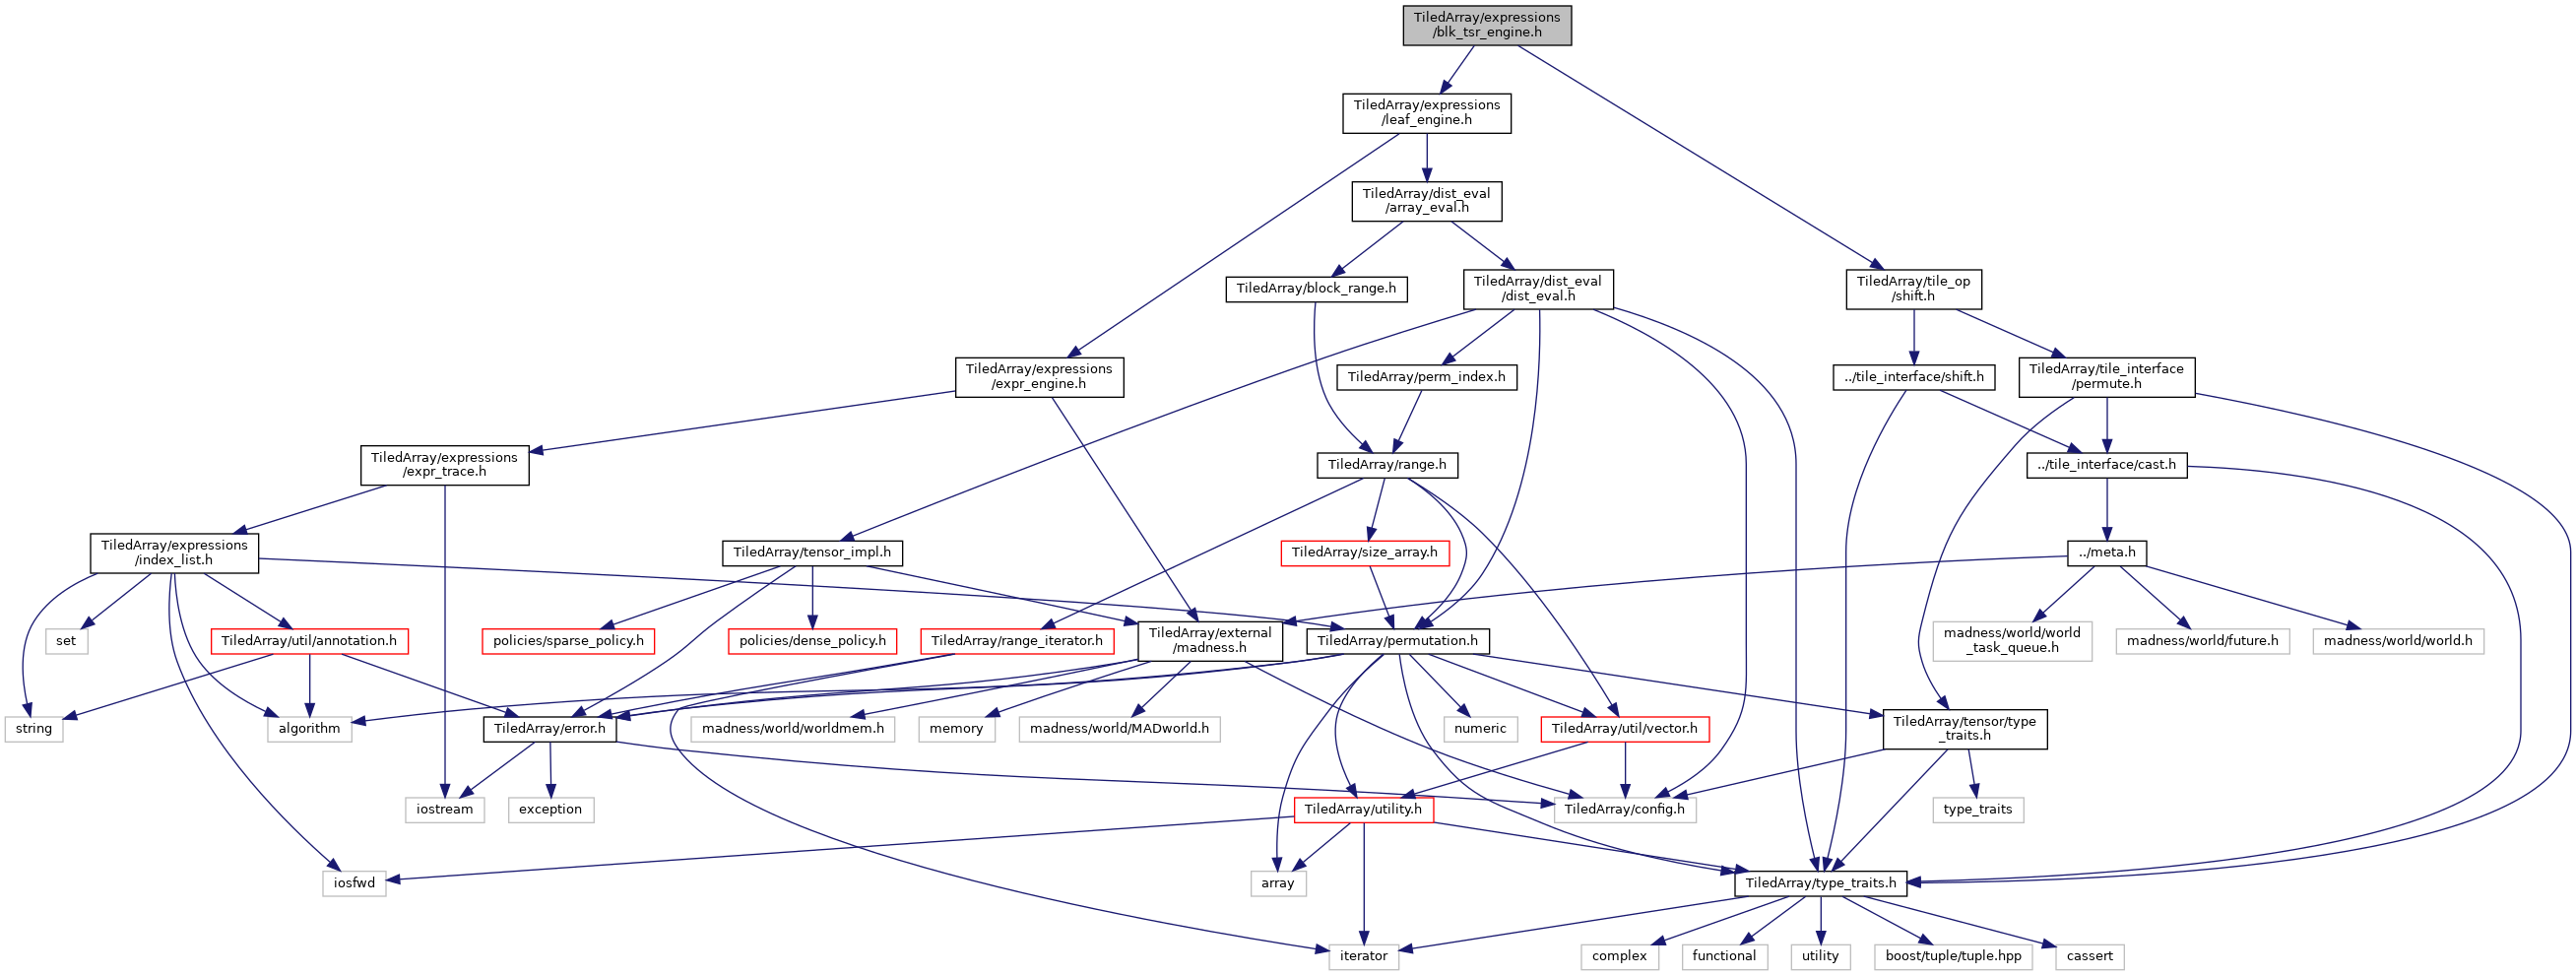 TiledArray/expressions
/blk_tsr_engine.h
TiledArray/expressions
/leaf_engine.h
TiledArray/dist_eval
/array_eval.h
TiledArray/block_range.h
TiledArray/dist_eval
/dist_eval.h
TiledArray/tile_op
/shift.h
TiledArray/expressions
/expr_engine.h
TiledArray/perm_index.h
../tile_interface/shift.h
TiledArray/tile_interface
/permute.h
TiledArray/expressions
/expr_trace.h
TiledArray/range.h
../tile_interface/cast.h
TiledArray/expressions
/index_list.h
TiledArray/tensor_impl.h
TiledArray/size_array.h
../meta.h
set
TiledArray/util/annotation.h
policies/sparse_policy.h
policies/dense_policy.h
TiledArray/range_iterator.h
TiledArray/external
/madness.h
TiledArray/permutation.h
madness/world/world
_task_queue.h
madness/world/future.h
madness/world/world.h
string
algorithm
TiledArray/error.h
madness/world/worldmem.h
memory
madness/world/MADworld.h
numeric
TiledArray/util/vector.h
TiledArray/tensor/type
_traits.h
iostream
exception
TiledArray/utility.h
TiledArray/config.h
type_traits
iosfwd
array
TiledArray/type_traits.h
iterator
complex
functional
utility
boost/tuple/tuple.hpp
cassert